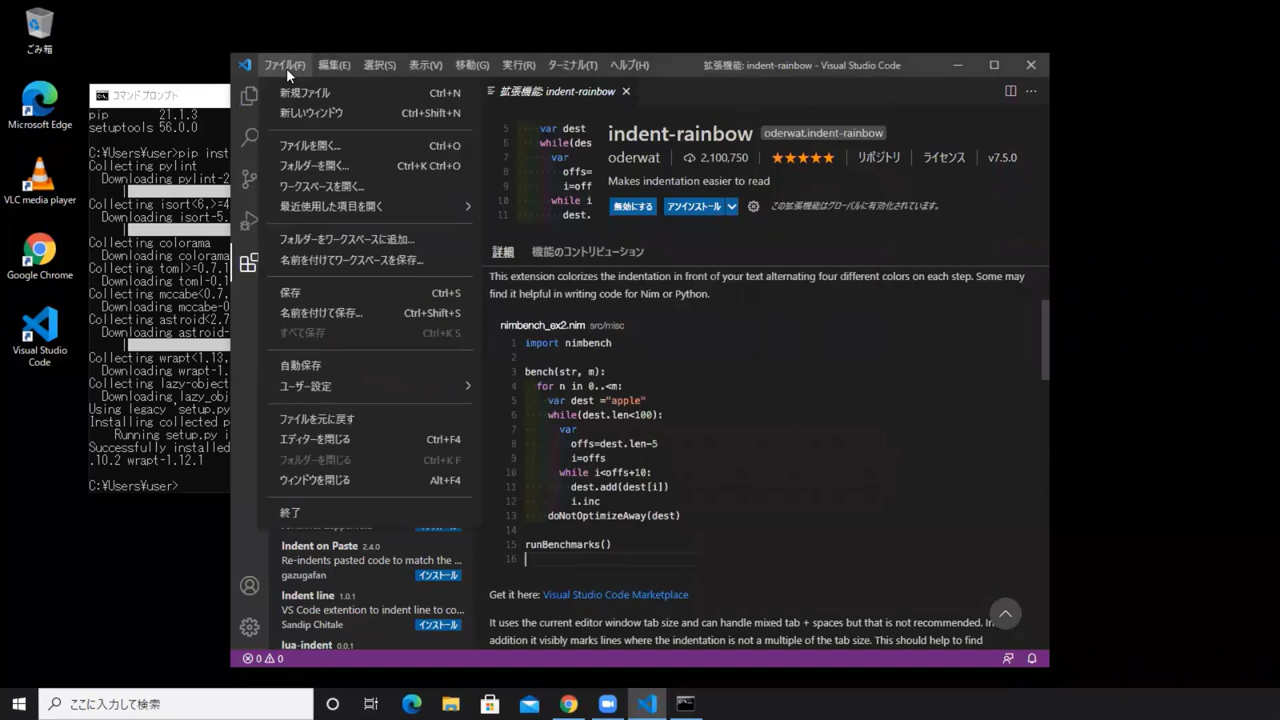 ごみ箱
Microsoft Edge
VLC media player
Google Chrome
Visual Studio
Code
コマンドプロンプト
pip 21.1.3
setuptools 56.0.0
C:¥Users¥user>pip inst
Collecting pylint
Downloading pylint-2
Collecting isort<6,>=4
Downloading isort-5.
Collecting colorama
Downloading colorama
Collecting toml>=0.7.1
Downloading toml-0.1
Collecting mccabe<0.7,
Downloading mccabe-0
Collecting astroid<2.7
Downloading astroid-
Collecting wrapt<1.13,
Downloading wrapt-1.
Collecting lazy-object
Downloading lazy_obj
Using legacy 'setup.py
Installing collected p
Running setup.py i
Successfully installed
.10.2 wrapt-1.12.1
C:¥Users¥user>
ファイル(F) 編集(E) 選択(S) 表示(V) 移動(G) 実行(R) ターミナル(T) ヘルプ(H) 拡張機能: indent-rainbow - Visual Studio Code
新規ファイル Ctrl+N
新しいウィンドウ Ctrl+Shift+N
ファイルを開く... Ctrl+O
フォルダーを開く... Ctrl+K Ctrl+O
ワークスペースを開く...
最近使用した項目を開く
フォルダーをワークスペースに追加...
名前を付けてワークスペースを保存...
保存 Ctrl+S
名前を付けて保存... Ctrl+Shift+S
すべて保存 Ctrl+K S
自動保存
ユーザー設定
ファイルを元に戻す
エディターを閉じる Ctrl+F4
フォルダーを閉じる Ctrl+K F
ウィンドウを閉じる Alt+F4
終了
Indent on Paste 2.4.0
Re-indents pasted code to match the ...
gazugafan インストール
Indent line 1.0.1
VS Code extention to indent line to co...
Sandip Chitale インストール
lua-indent 0.0.1
拡張機能: indent-rainbow
5 var dest
6 while(des
7 var
8 offs=
9 i=off
10 while i
11 dest.
indent-rainbow oderwat.indent-rainbow
oderwat 2,100,750 リポジトリ ライセンス v7.5.0
Makes indentation easier to read
無効にする アンインストール この拡張機能はグローバルに有効化されています。
詳細 機能のコントリビューション
This extension colorizes the indentation in front of your text alternating four different colors on each step. Some may
find it helpful in writing code for Nim or Python.
nimbench_ex2.nim src/misc
1 import nimbench
2
3 bench(str, m):
4 for n in 0..<m:
5 var dest ="apple"
6 while(dest.len<100):
7 var
8 offs=dest.len-5
9 i=offs
10 while i<offs+10:
11 dest.add(dest[i])
12 i.inc
13 doNotOptimizeAway(dest)
14
15 runBenchmarks()
16
Get it here: Visual Studio Code Marketplace
It uses the current editor window tab size and can handle mixed tab + spaces but that is not recommended. In
addition it visibly marks lines where the indentation is not a multiple of the tab size. This should help to find
0 0
ここに入力して検索